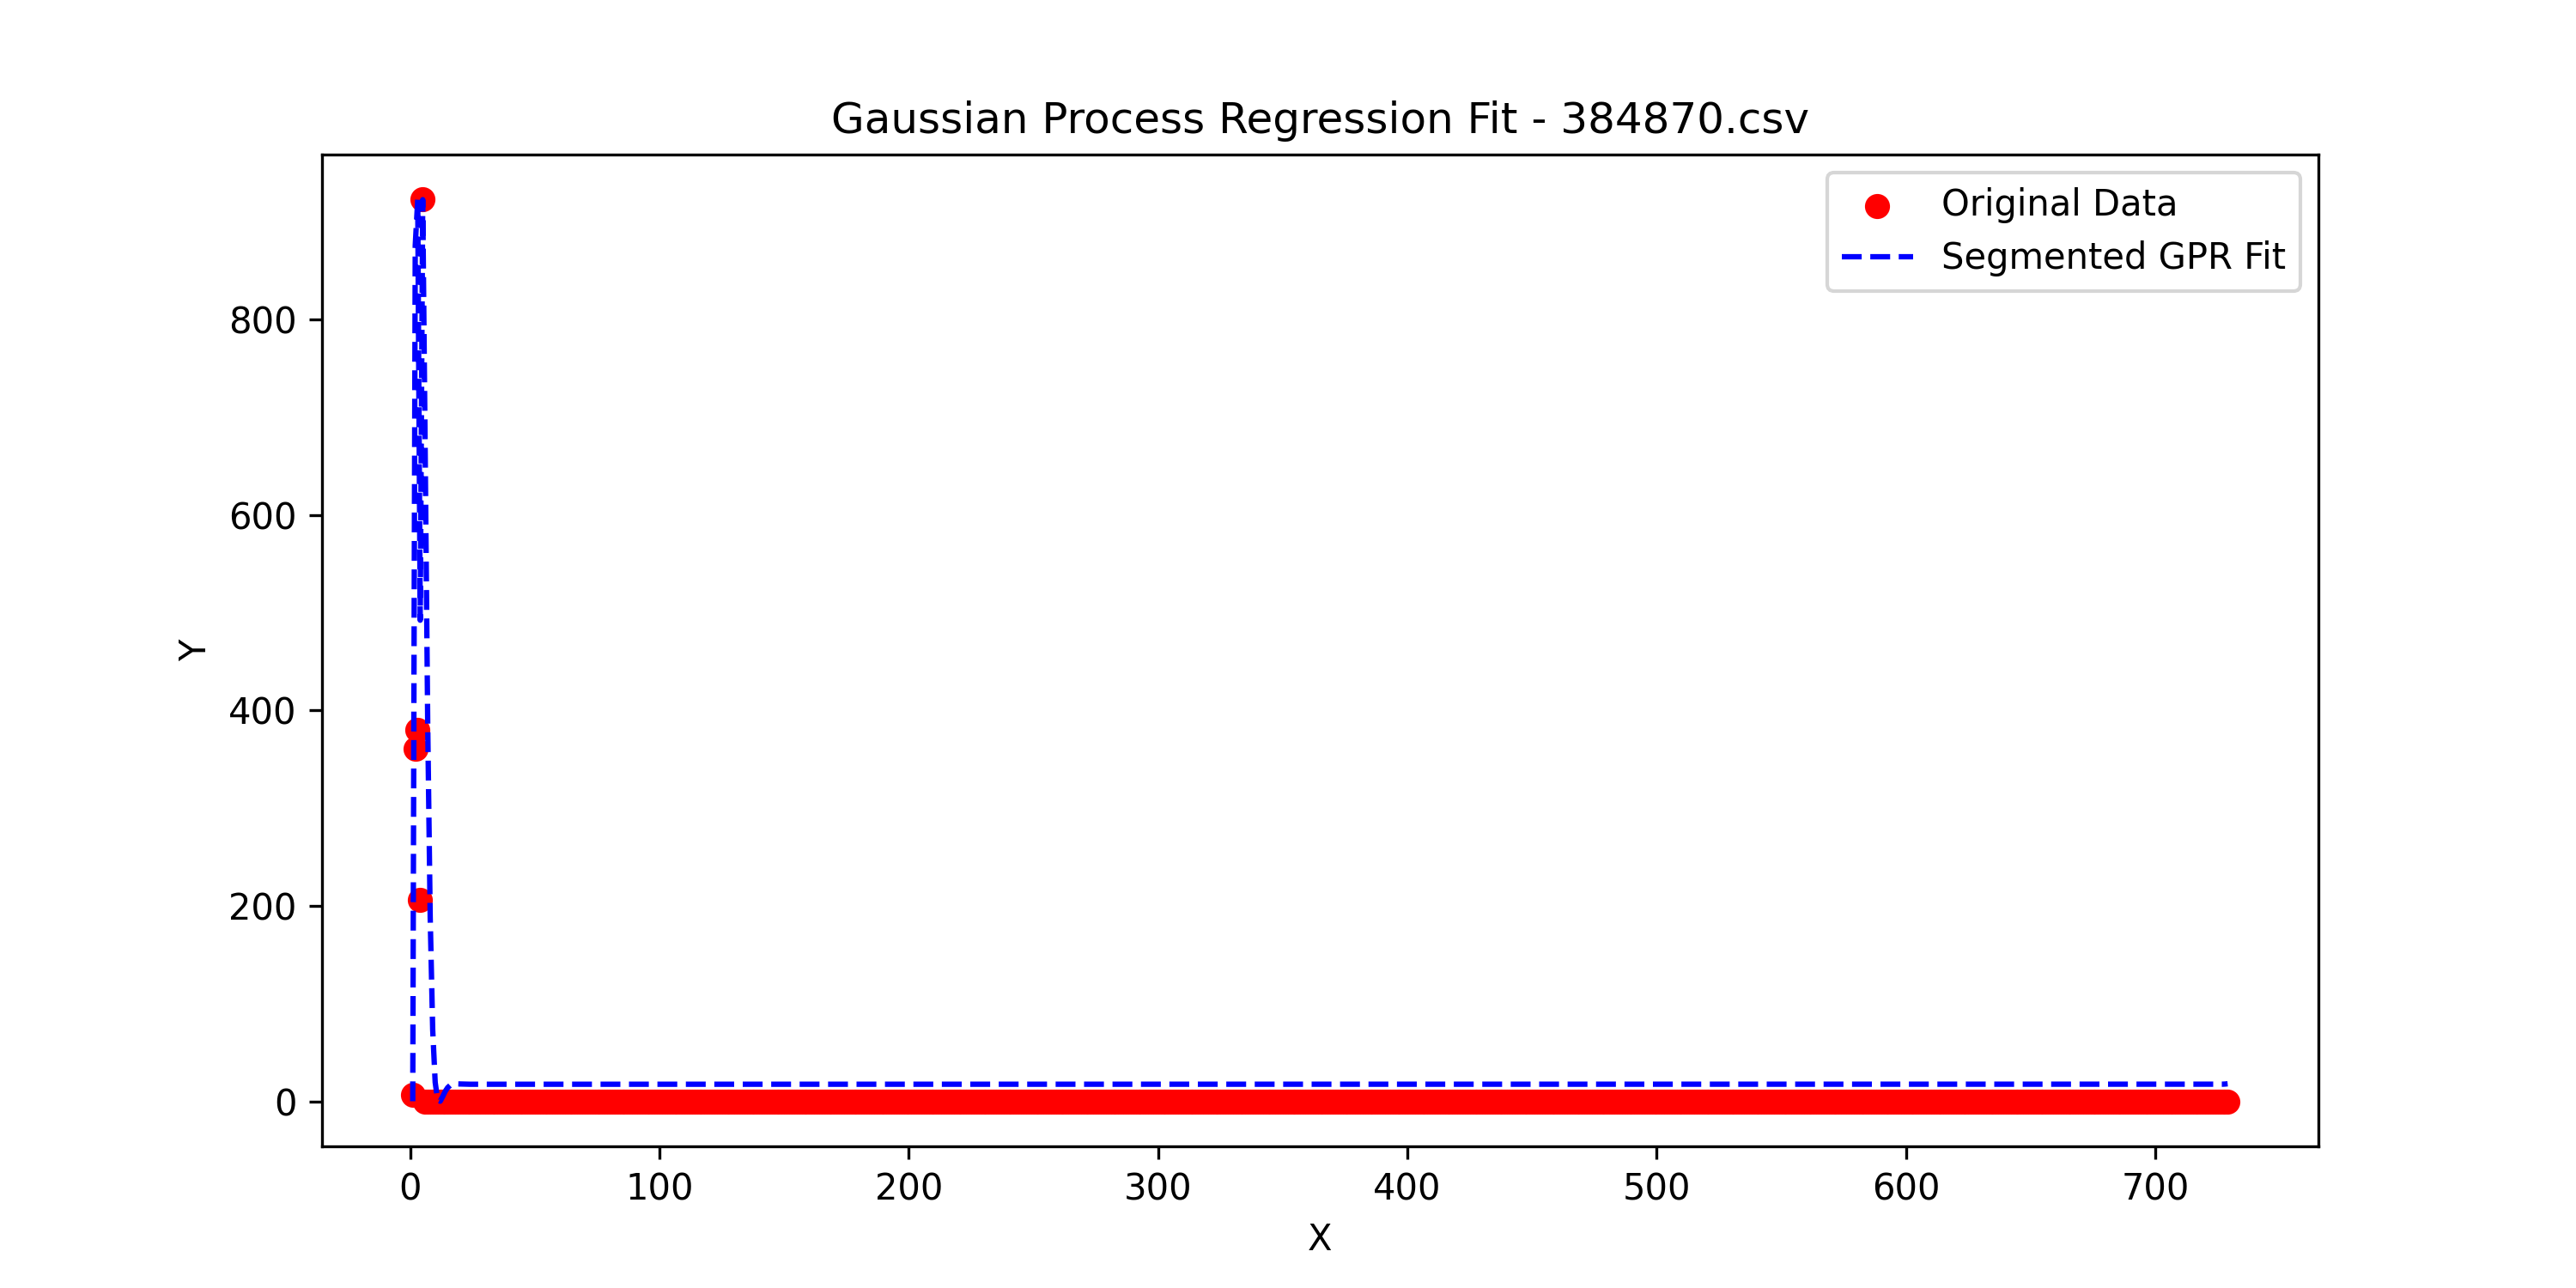 Gaussian Process Regression Fit - 384870.csv
Original Data
Segmented GPR Fit
800
600
400
200
0
Y
0 100 200 300 400 500 600 700
X